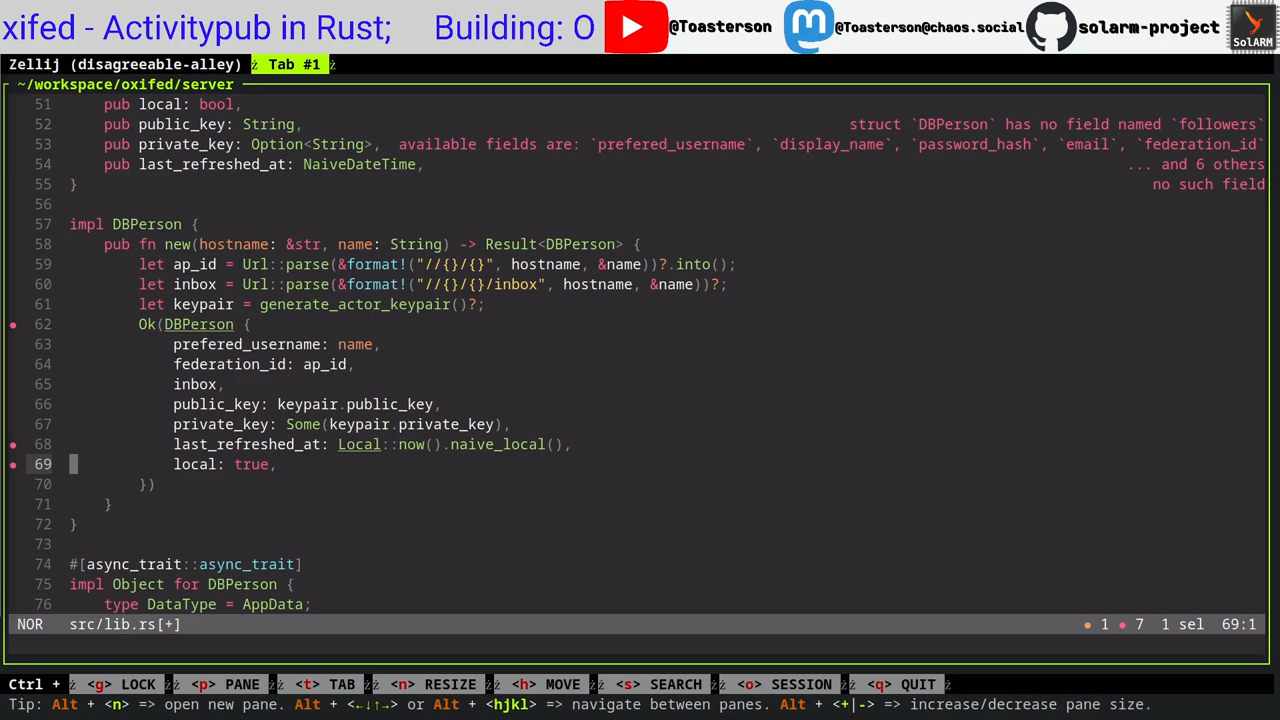 xifed - Activitypub in Rust;     Building: O
@Toasterson
@Toasterson@chaos.social
solarm-project
SolARM
Zellij (disagreeable-alley)  Tab #1
~/workspace/oxifed/server
51     pub local: bool,
52     pub public_key: String,     struct `DBPerson` has no field named `followers`
53     pub private_key: Option<String>,  available fields are: `prefered_username`, `display_name`, `password_hash`, `email`, `federation_id`
54     pub last_refreshed_at: NaiveDateTime,     ... and 6 others
55 }     no such field
56
57 impl DBPerson {
58     pub fn new(hostname: &str, name: String) -> Result<DBPerson> {
59         let ap_id = Url::parse(&format!("//{}/{}", hostname, &name))?.into();
60         let inbox = Url::parse(&format!("//{}/{}/inbox", hostname, &name))?;
61         let keypair = generate_actor_keypair()?;
62         Ok(DBPerson {
63             prefered_username: name,
64             federation_id: ap_id,
65             inbox,
66             public_key: keypair.public_key,
67             private_key: Some(keypair.private_key),
68             last_refreshed_at: Local::now().naive_local(),
69             local: true,
70         })
71     }
72 }
73
74 #[async_trait::async_trait]
75 impl Object for DBPerson {
76     type DataType = AppData;
NOR   src/lib.rs[+]     ● 1 ● 7  1 sel  69:1
Ctrl + <g> LOCK  <p> PANE  <t> TAB  <n> RESIZE  <h> MOVE  <s> SEARCH  <o> SESSION  <q> QUIT
Tip: Alt + <n> => open new pane. Alt + <←↓↑→> or Alt + <hjkl> => navigate between panes. Alt + <+|-> => increase/decrease pane size.